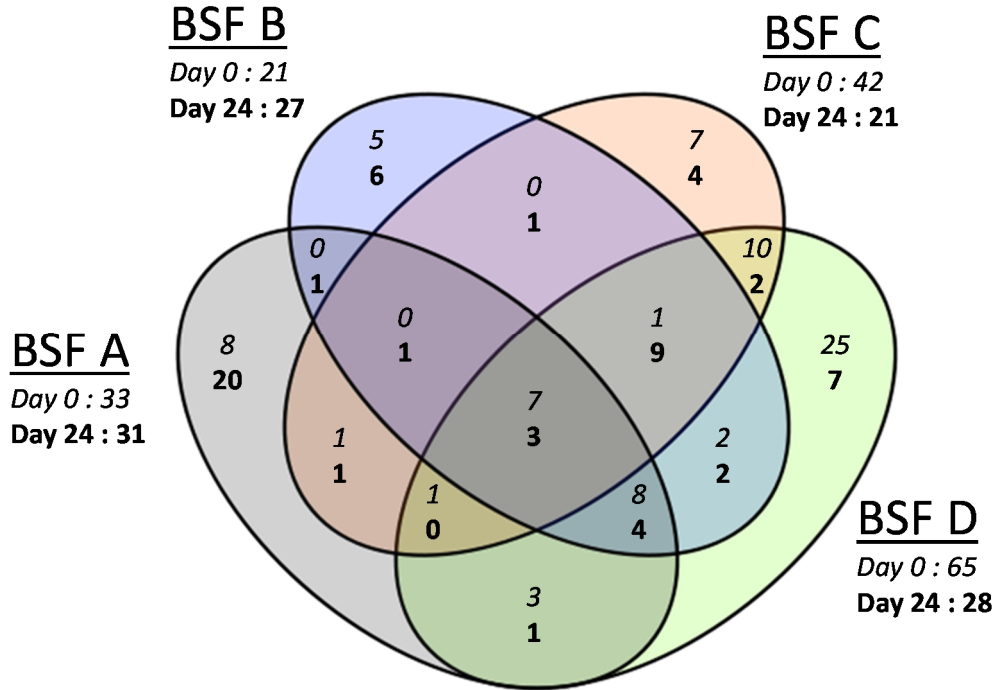 BSF B
Day 0 : 21
Day 24 : 27
BSF C
Day 0 : 42
Day 24 : 21
5
6
7
4
0
1
0
1
10
2
0
1
1
9
BSF A
Day 0 : 33
Day 24 : 31
8
20
25
7
7
3
1
1
2
2
1
0
8
4
BSF D
Day 0 : 65
Day 24 : 28
3
1